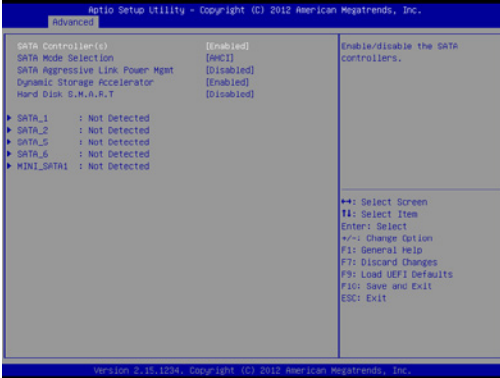 Aptio Setup Utility - Copyright (C) 2012 American Megatrends, Inc.
Advanced
SATA Controller(s) [Enabled]
SATA Mode Selection [AHCI]
SATA Aggressive Link Power Mgmt [Disabled]
Dynamic Storage Accelerator [Enabled]
Hard Disk S.M.A.R.T [Disabled]
SATA_1 : Not Detected
SATA_2 : Not Detected
SATA_5 : Not Detected
SATA_6 : Not Detected
MINI_SATA1 : Not Detected
Enable/disable the SATA
controllers.
↔: Select Screen
↑↓: Select Item
Enter: Select
+/-: Change Option
F1: General Help
F7: Discard Changes
F9: Load UEFI Defaults
F10: Save and Exit
ESC: Exit
Version 2.15.1234. Copyright (C) 2012 American Megatrends, Inc.